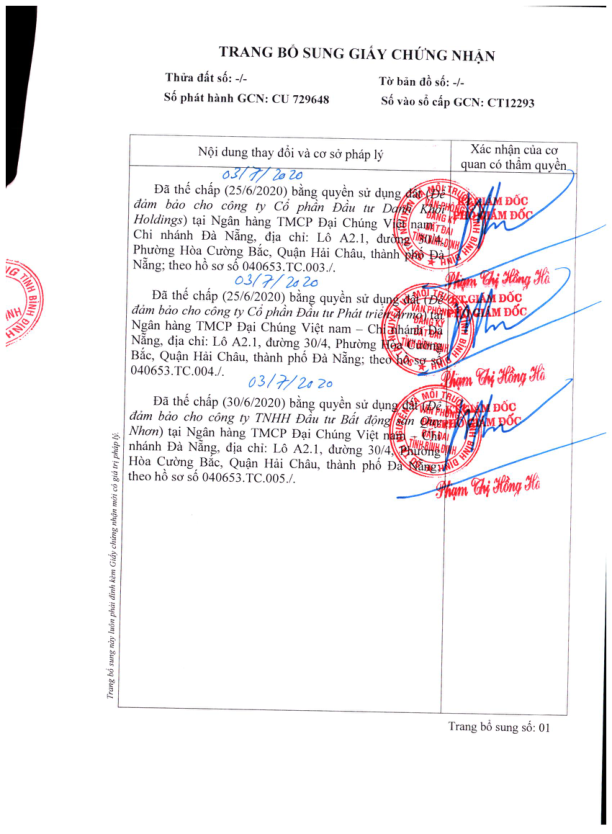 TRANG BỔ SUNG GIẤY CHỨNG NHẬN
Thửa đất số: -/-
Tờ bản đồ số: -/-
Số phát hành GCN: CU 729648
Số vào sổ cấp GCN: CT12293
Nội dung thay đổi và cơ sở pháp lý
Xác nhận của cơ
quan có thẩm quyền
03/7/2020
Đã thế chấp (25/6/2020) bằng quyền sử dụng đất (Để
đảm bảo cho công ty Cổ phần Đầu tư
Holdings) tại Ngân hàng TMCP Đại Chúng Việt nam –
Chi nhánh Đà Nẵng, địa chỉ: Lô A2.1, đường 30/4,
Phường Hòa Cường Bắc, Quận Hải Châu, thành phố Đà
Nẵng; theo hồ sơ số 040653.TC.003./.
KT.GIÁM ĐỐC
PHÓ GIÁM ĐỐC
Phạm Thị Hồng Hà
03/7/2020
Đã thế chấp (25/6/2020) bằng quyền sử dụng đất (Để
đảm bảo cho công ty Cổ phần Đầu tư Phát triển) tại
Ngân hàng TMCP Đại Chúng Việt nam – Chi nhánh Đà
Nẵng, địa chỉ: Lô A2.1, đường 30/4, Phường Hòa Cường
Bắc, Quận Hải Châu, thành phố Đà Nẵng; theo hồ sơ số
040653.TC.004./.
KT.GIÁM ĐỐC
PHÓ GIÁM ĐỐC
Phạm Thị Hồng Hà
03/7/2020
Đã thế chấp (30/6/2020) bằng quyền sử dụng đất (Để
đảm bảo cho công ty TNHH Đầu tư Bất động sản
Nhơn) tại Ngân hàng TMCP Đại Chúng Việt nam – Chi
nhánh Đà Nẵng, địa chỉ: Lô A2.1, đường 30/4, Phường
Hòa Cường Bắc, Quận Hải Châu, thành phố Đà Nẵng;
theo hồ sơ số 040653.TC.005./.
KT.GIÁM ĐỐC
PHÓ GIÁM ĐỐC
Phạm Thị Hồng Hà
Trang bổ sung này luôn phải đính kèm Giấy chứng nhận mới có giá trị pháp lý.
Trang bổ sung số: 01